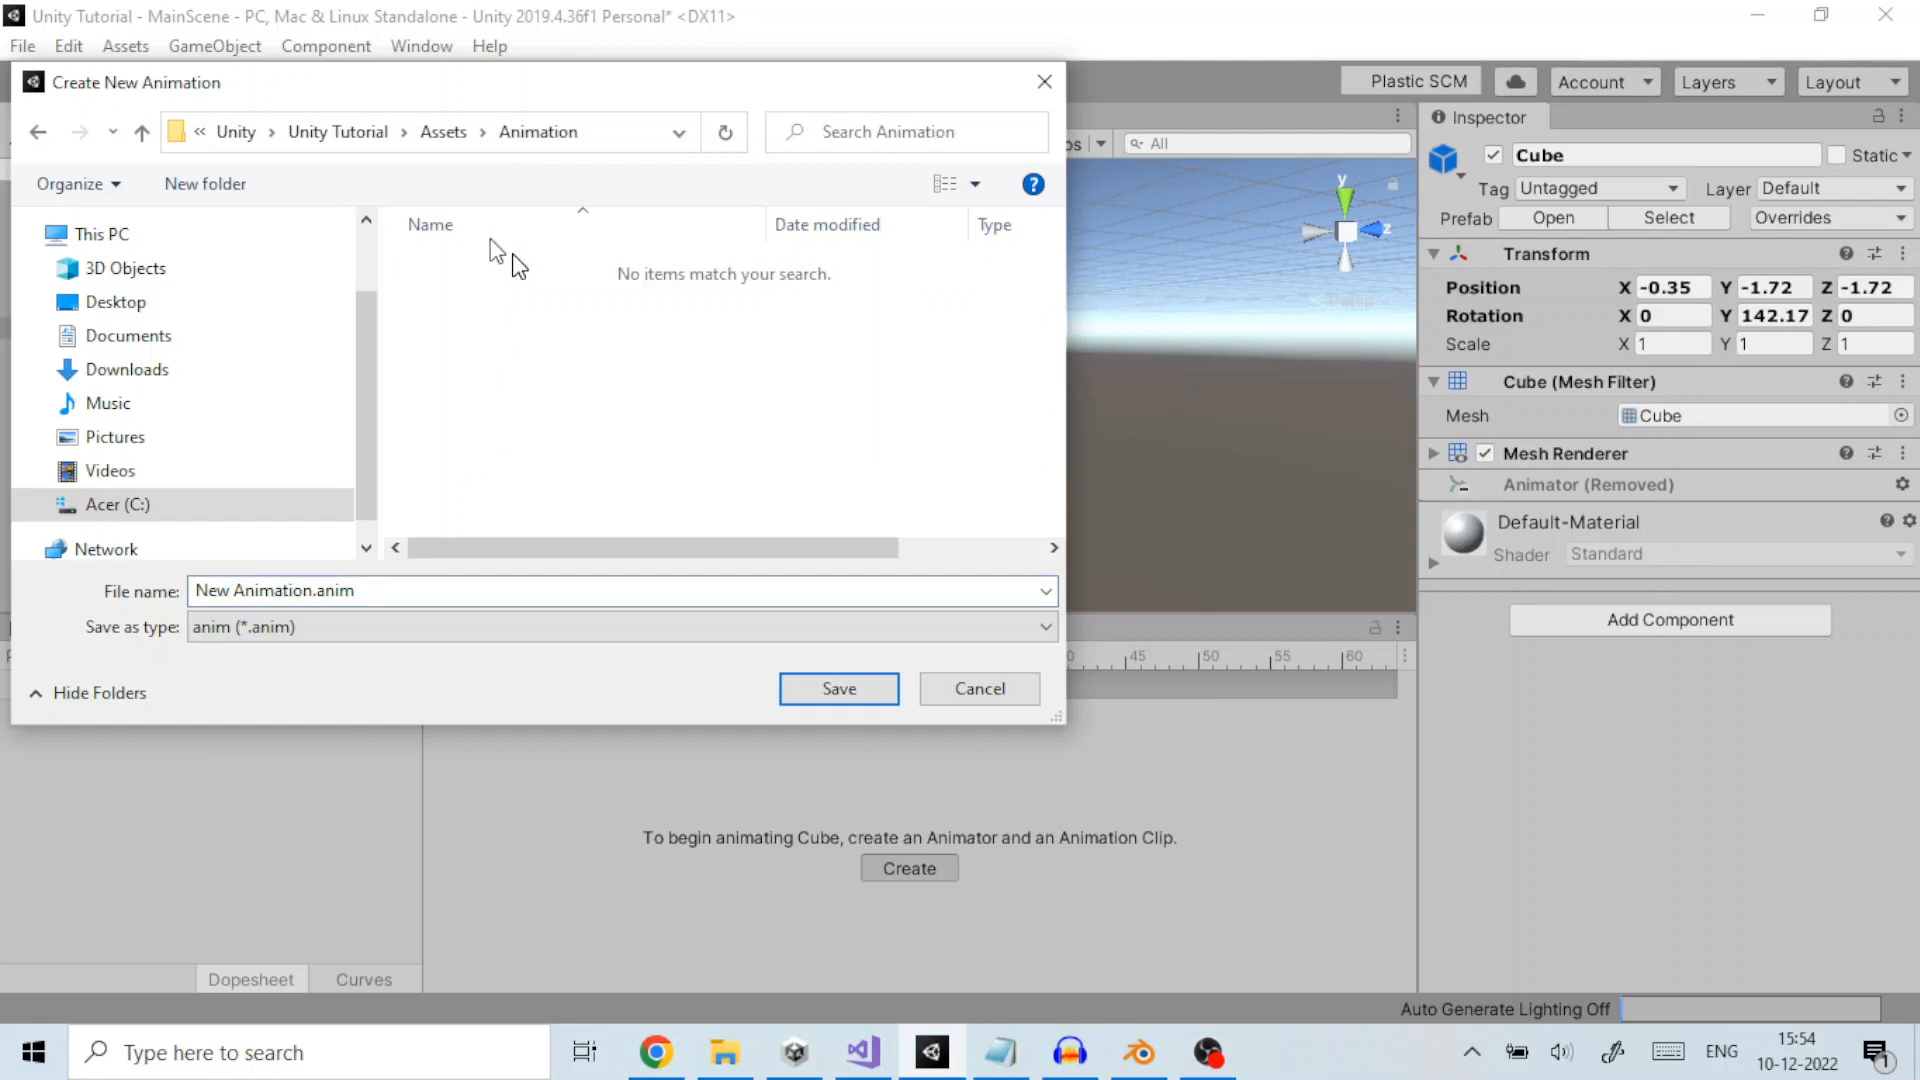 Unity Tutorial - MainScene - PC, Mac & Linux Standalone - Unity 2019.4.36f1 Personal* <DX11>
File Edit Assets GameObject Component Window Help
Create New Animation
Plastic SCM Account Layers Layout
« Unity › Unity Tutorial › Assets › Animation
Search Animation
Organize New folder
Name Date modified Type
No items match your search.
This PC
3D Objects
Desktop
Documents
Downloads
Music
Pictures
Videos
Acer (C:)
Network
File name: New Animation.anim
Save as type: anim (*.anim)
Hide Folders
Save Cancel
All
y
z
Persp
45 50 55 60
To begin animating Cube, create an Animator and an Animation Clip.
Create
Dopesheet Curves
Inspector
Cube Static
Tag Untagged Layer Default
Prefab Open Select Overrides
Transform
Position X -0.35 Y -1.72 Z -1.72
Rotation X 0 Y 142.17 Z 0
Scale X 1 Y 1 Z 1
Cube (Mesh Filter)
Mesh Cube
Mesh Renderer
Animator (Removed)
Default-Material
Shader Standard
Add Component
Auto Generate Lighting Off
Type here to search
ENG
15:54
10-12-2022
1